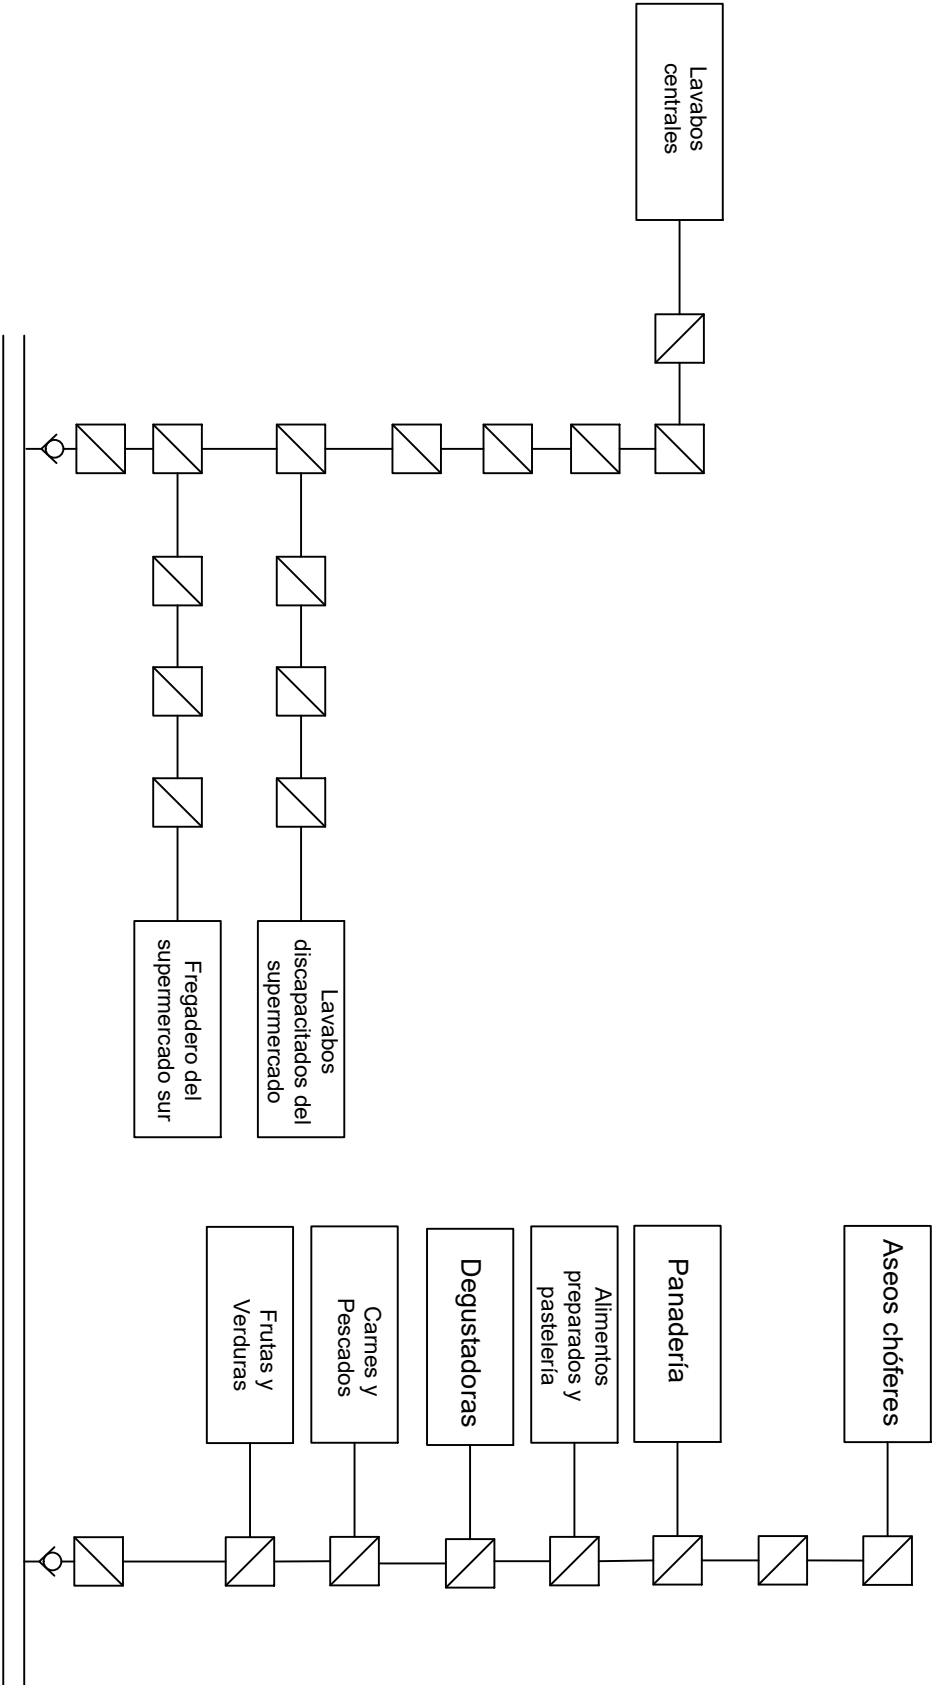 Lavabos
centrales
Lavabos
discapacitados del
supermercado
Fregadero del
supermercado sur
Aseos chóferes
Panadería
Alimentos
preparados y
pastelería
Degustadoras
Carnes y
Pescados
Frutas y
Verduras